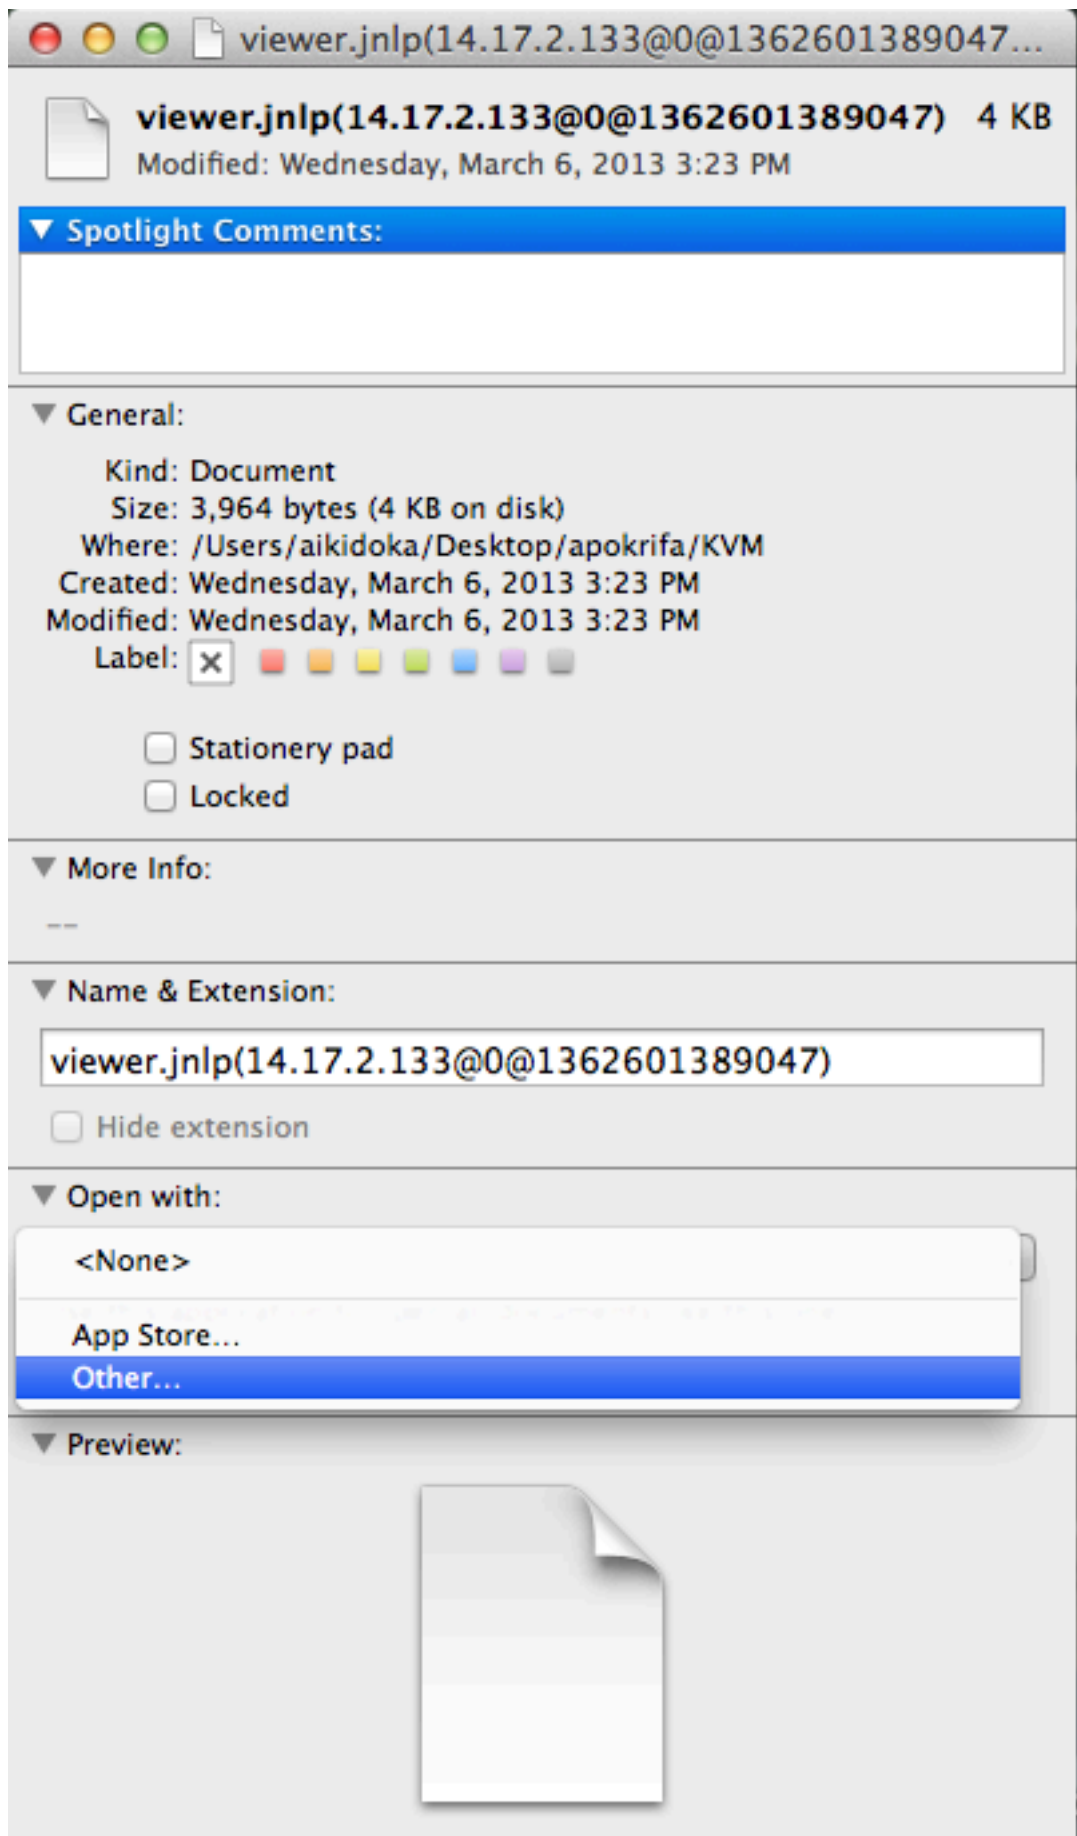 viewer.jnlp(14.17.2.133@0@1362601389047...
viewer.jnlp(14.17.2.133@0@1362601389047) 4 KB
Modified: Wednesday, March 6, 2013 3:23 PM
Spotlight Comments:
General:
Kind: Document
Size: 3,964 bytes (4 KB on disk)
Where: /Users/aikidoka/Desktop/apokrifa/KVM
Created: Wednesday, March 6, 2013 3:23 PM
Modified: Wednesday, March 6, 2013 3:23 PM
Label:
Stationery pad
Locked
More Info:
--
Name & Extension:
viewer.jnlp(14.17.2.133@0@1362601389047)
Hide extension
Open with:
<None>
App Store...
Other...
Preview: